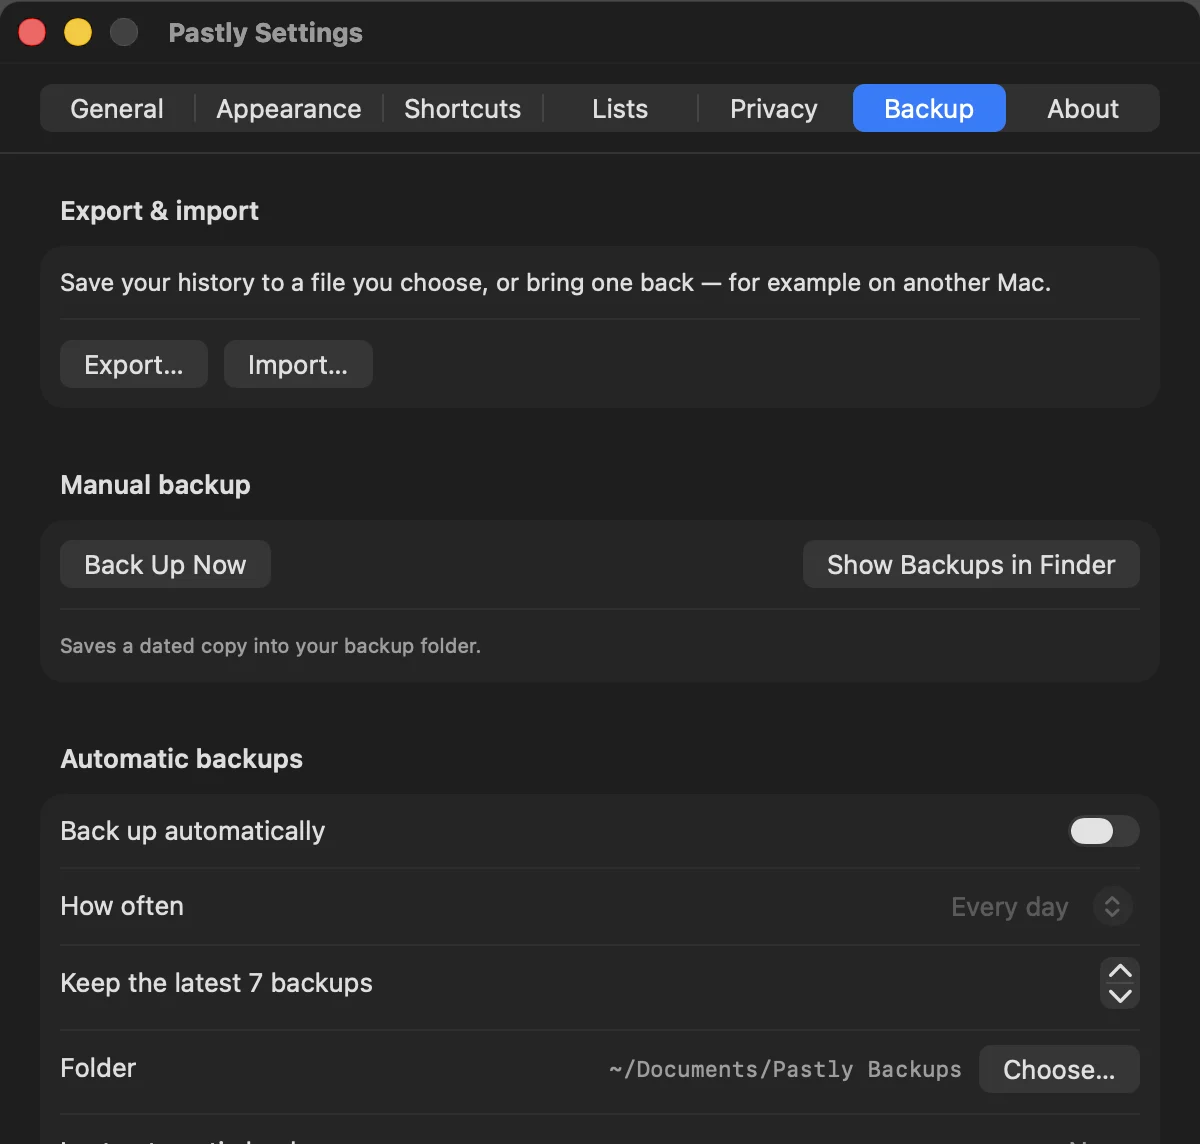 Pastly Settings
General Appearance Shortcuts Lists Privacy Backup About
Export & import
Save your history to a file you choose, or bring one back — for example on another Mac.
Export... Import...
Manual backup
Back Up Now Show Backups in Finder
Saves a dated copy into your backup folder.
Automatic backups
Back up automatically
How often Every day
Keep the latest 7 backups
Folder ~/Documents/Pastly Backups Choose...